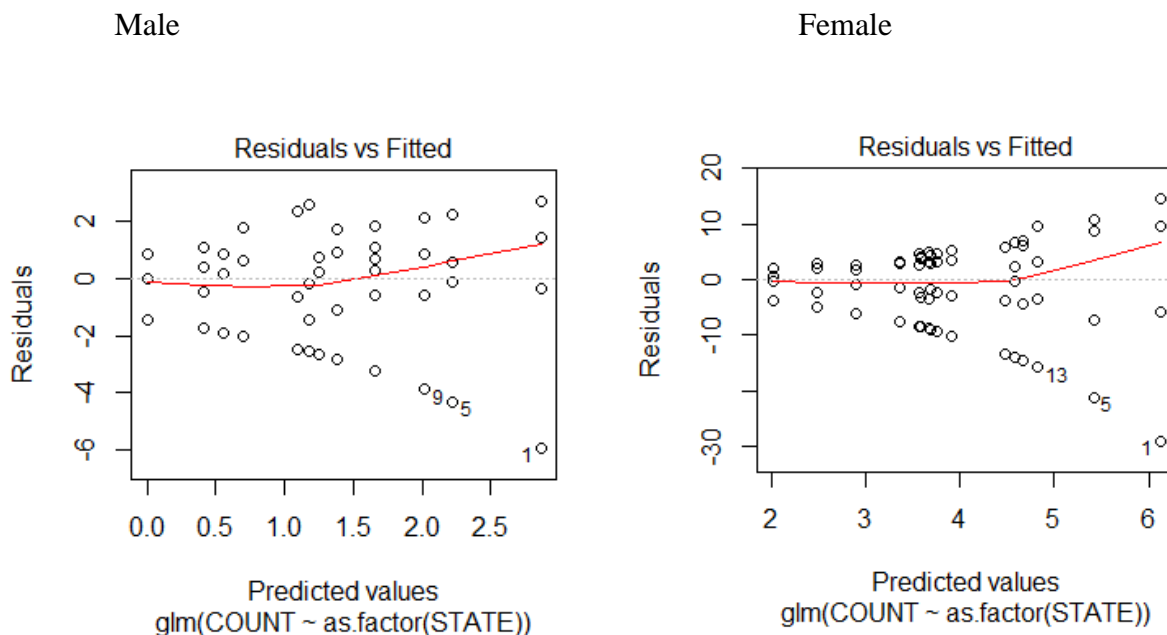 Male
Female
Residuals vs Fitted
Residuals
2
0
-2
-4
-6
9
5
1
0.0 0.5 1.0 1.5 2.0 2.5
Predicted values
glm(COUNT ~ as.factor(STATE))
Residuals vs Fitted
Residuals
20
10
0
-10
-30
13
5
1
2 3 4 5 6
Predicted values
glm(COUNT ~ as.factor(STATE))